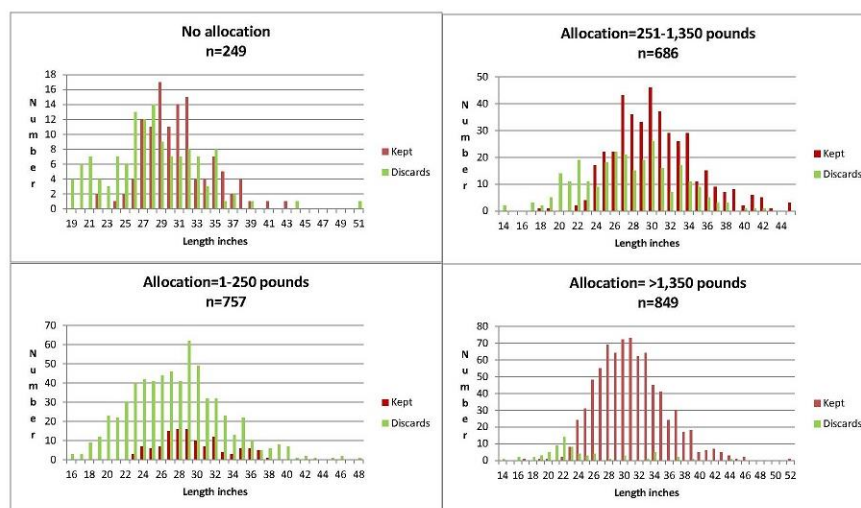 No allocation
n=249
18
16
14
12
10
8
6
4
2
0
Number
19 21 23 25 27 29 31 33 35 37 39 41 43 45 51
Length inches
Kept
Discards
Allocation=251-1,350 pounds
n=686
50
40
30
20
10
0
Number
14 16 18 20 22 24 26 28 30 32 34 36 38 40 42 44
Length inches
Kept
Discards
Allocation=1-250 pounds
n=757
70
60
50
40
30
20
10
0
Number
16 18 20 22 24 26 28 30 32 34 36 38 40 42 46 48
Length inches
Kept
Discards
Allocation= >1,350 pounds
n=849
80
70
60
50
40
30
20
10
0
Number
14 16 18 20 22 24 26 28 30 32 34 36 38 40 42 44 46 50 52
Length inches
Kept
Discards